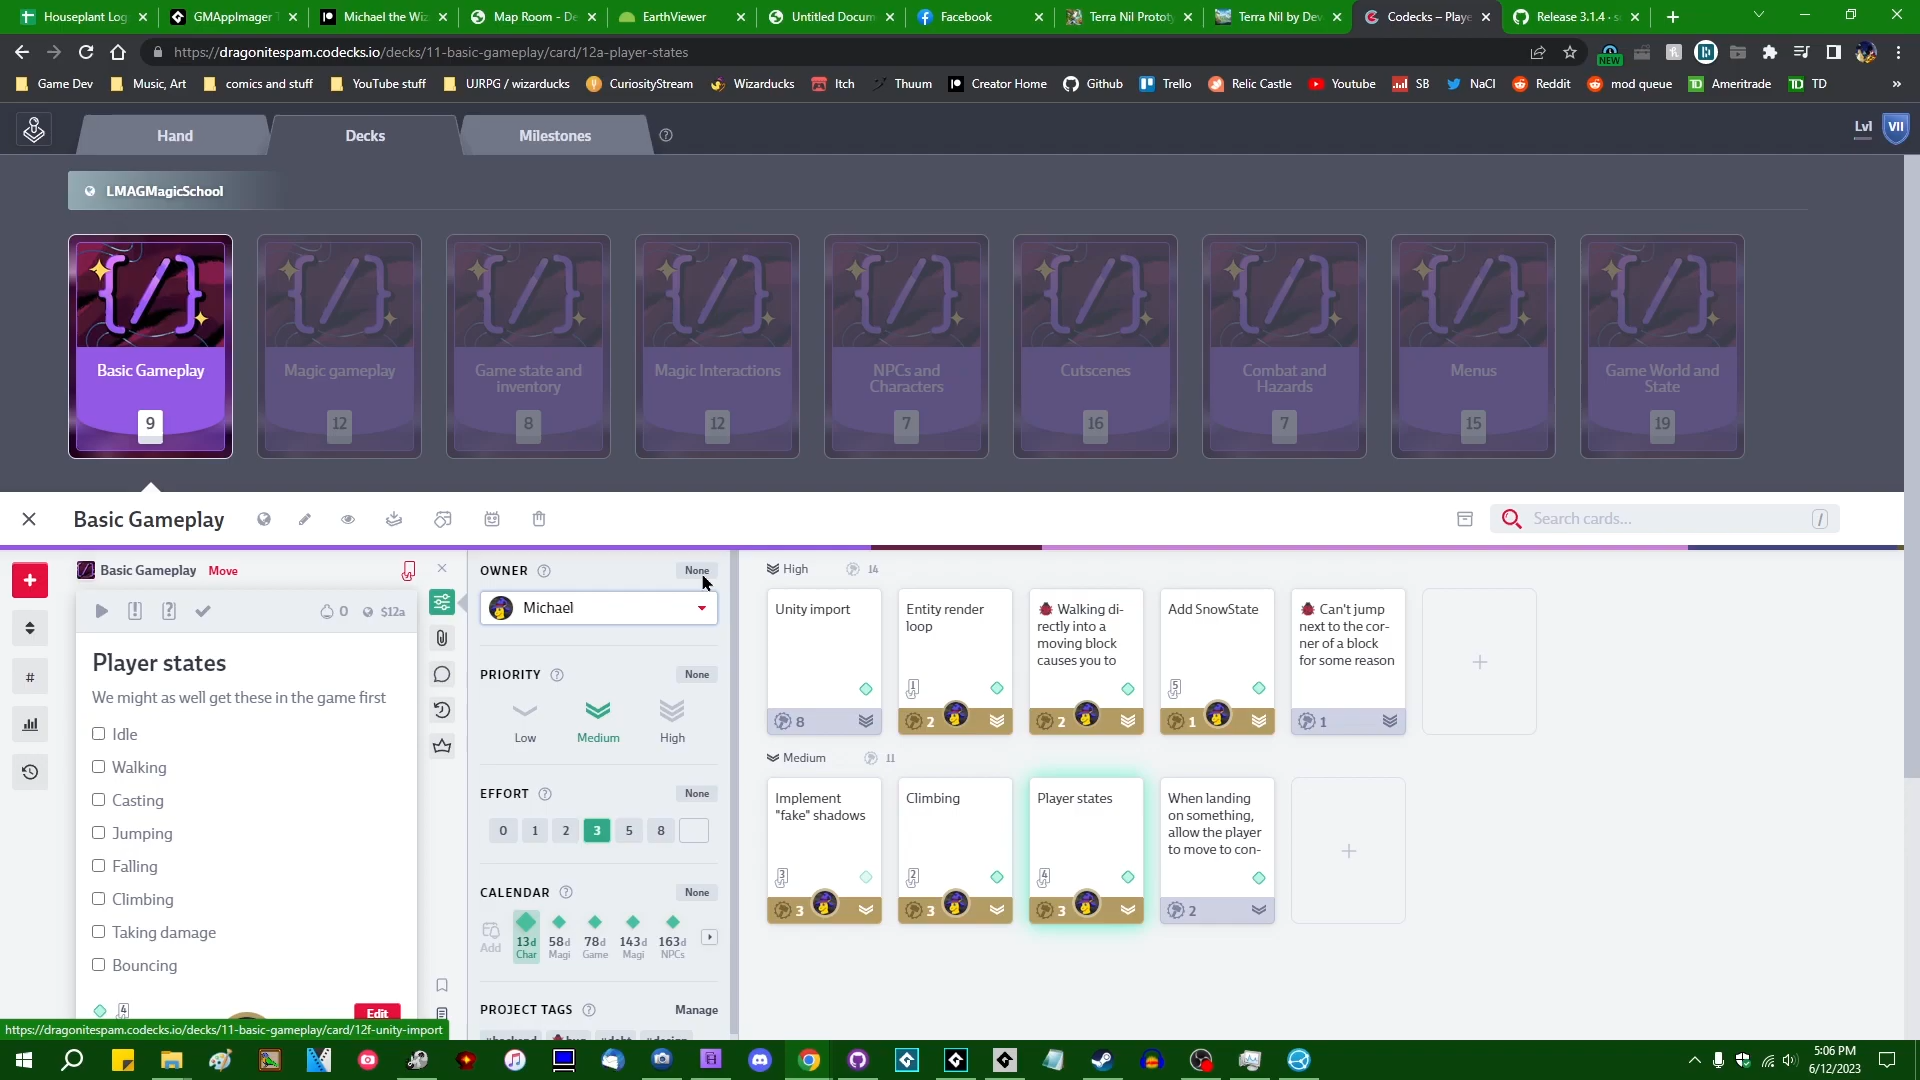 Houseplant Log
GMAppImager
Michael the Wiz
Map Room - De
EarthViewer
Untitled Docum
Facebook
Terra Nil Protot
Terra Nil by Dev
Codecks – Playe
Release 3.1.4 · s
https://dragonitespam.codecks.io/decks/11-basic-gameplay/card/12a-player-states
NEW
Game Dev
Music, Art
comics and stuff
YouTube stuff
UJRPG / wizarducks
CuriosityStream
Wizarducks
Itch
Thuum
Creator Home
Github
Trello
Relic Castle
Youtube
SB
NaCl
Reddit
mod queue
Ameritrade
TD
»
Hand
Decks
Milestones
Lvl
VII
LMAGMagicSchool
Basic Gameplay
9
Magic gameplay
12
Game state and
inventory
8
Magic Interactions
12
NPCs and
Characters
7
Cutscenes
16
Combat and
Hazards
7
Menus
15
Game World and
State
19
Basic Gameplay
Search cards...
/
Basic Gameplay
Move
0
$12a
Player states
We might as well get these in the game first
Idle
Walking
Casting
Jumping
Falling
Climbing
Taking damage
Bouncing
4
Edit
OWNER
None
Michael
PRIORITY
None
Low
Medium
High
EFFORT
None
0 1 2 3 5 8
CALENDAR
None
Add
13d 58d 78d 143d 163d
Char Magi Game Magi NPCs
PROJECT TAGS
Manage
High
14
Unity import
8
Entity render
loop
1
2
Walking di-
rectly into a
moving block
causes you to
2
Add SnowState
5
1
Can't jump
next to the cor-
ner of a block
for some reason
1
Medium
11
Implement
"fake" shadows
3
3
Climbing
2
3
Player states
4
3
When landing
on something,
allow the player
to move to con-
2
https://dragonitespam.codecks.io/decks/11-basic-gameplay/card/12f-unity-import
5:06 PM
6/12/2023